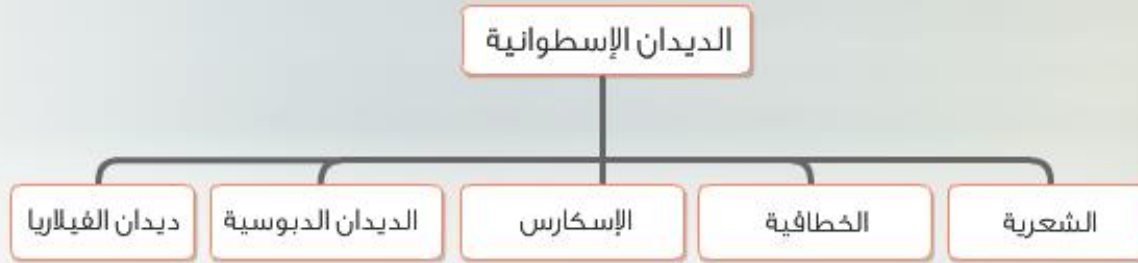 الديدان الإسطوانية
الشعرية
الخطافية
الإسكارس
الديدان الدبوسية
ديدان الفيلاريا